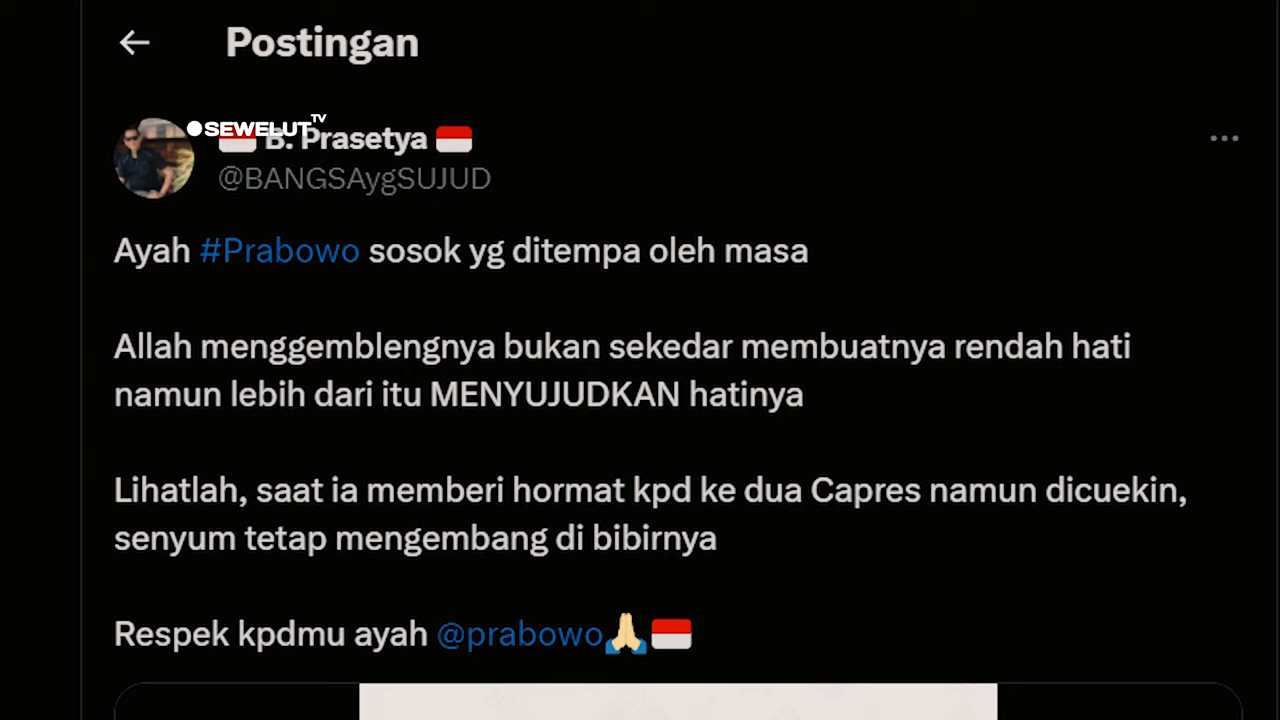 Postingan
SEWELUT TV
B. Prasetya
@BANGSAygSUJUD
Ayah #Prabowo sosok yg ditempa oleh masa
Allah menggemblengnya bukan sekedar membuatnya rendah hati
namun lebih dari itu MENYUJUDKAN hatinya
Lihatlah, saat ia memberi hormat kpd ke dua Capres namun dicuekin,
senyum tetap mengembang di bibirnya
Respek kpdmu ayah @prabowo🙏🏻🇮🇩